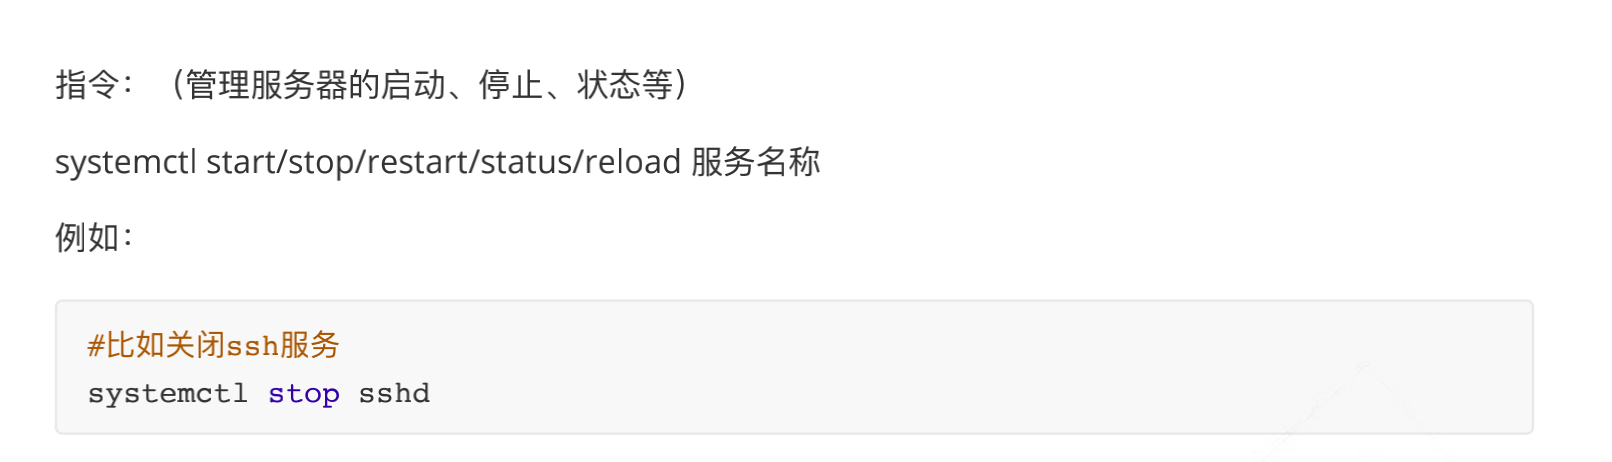 指令：（管理服务器的启动、停止、状态等）
systemctl start/stop/restart/status/reload 服务名称
例如：
#比如关闭ssh服务
systemctl stop sshd